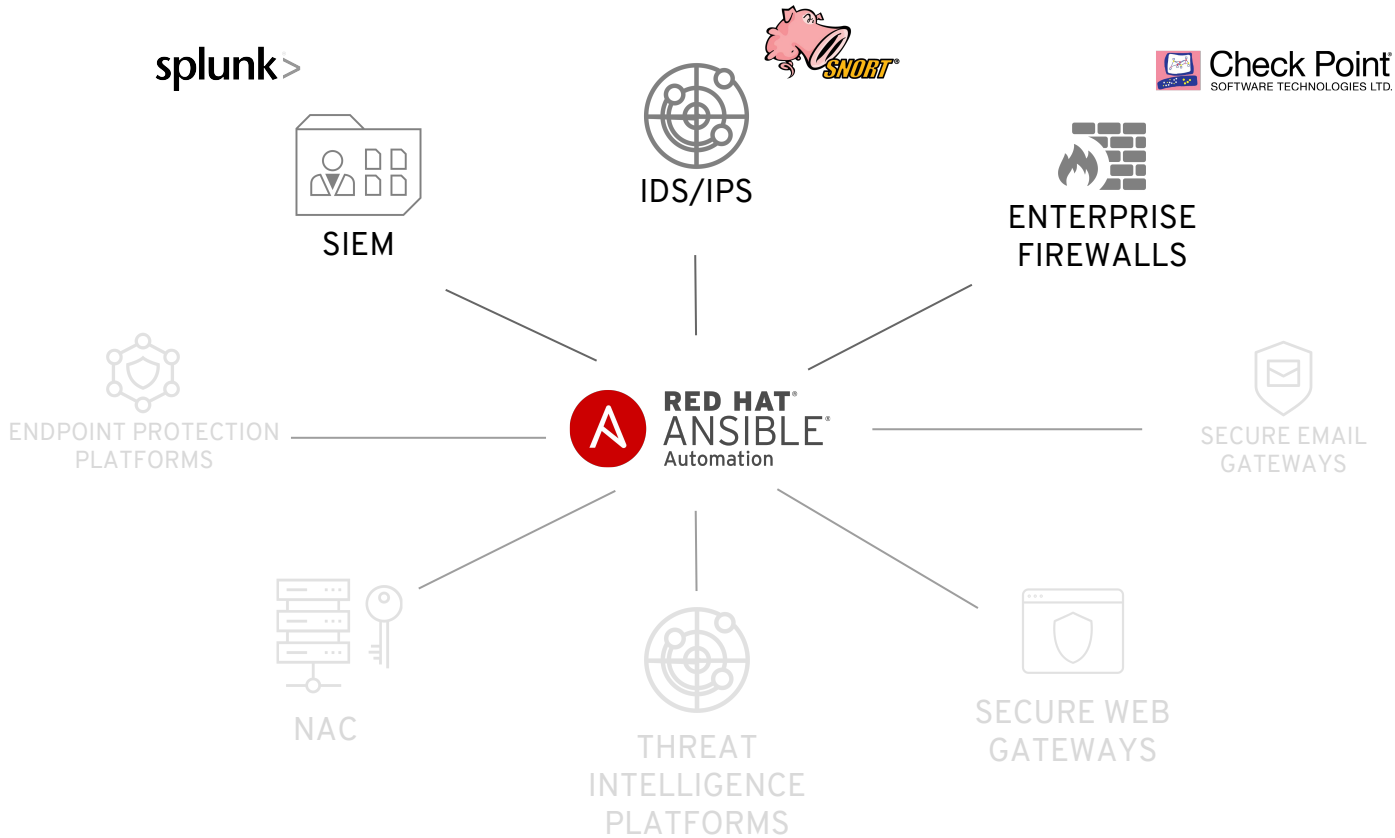 splunk>
SNORT®
Check Point®
SOFTWARE TECHNOLOGIES LTD.
IDS/IPS
SIEM
ENTERPRISE
FIREWALLS
RED HAT®
ANSIBLE®
Automation
ENDPOINT PROTECTION
PLATFORMS
SECURE EMAIL
GATEWAYS
NAC
THREAT
INTELLIGENCE
PLATFORMS
SECURE WEB
GATEWAYS